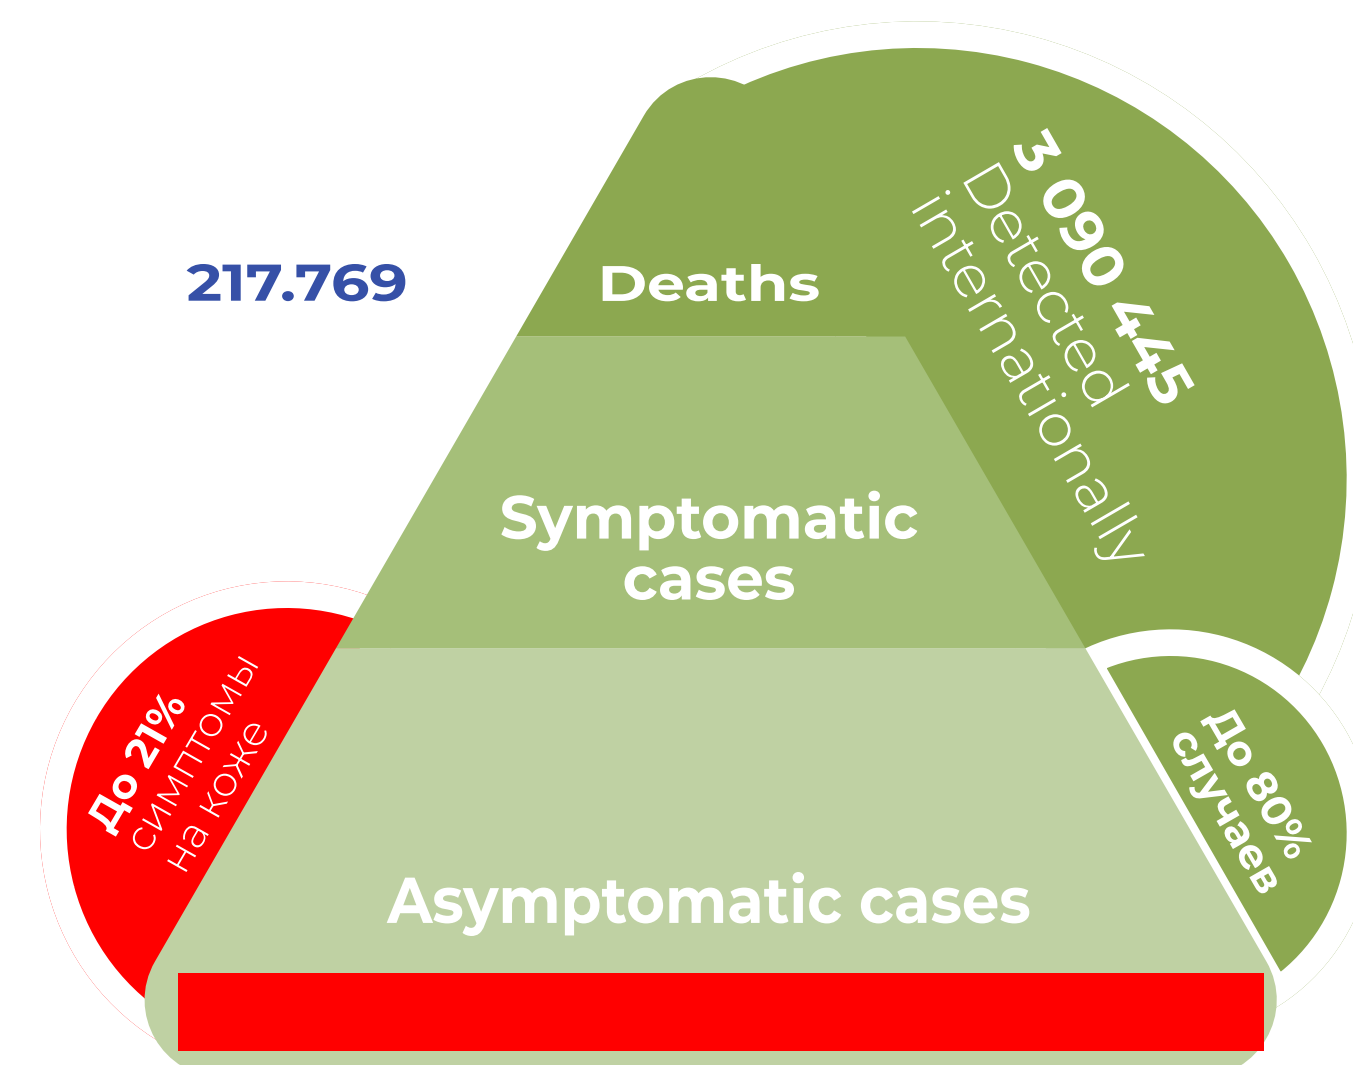 217.769
Deaths
3 090 445
Detected
internationally
Symptomatic
cases
До 21%
симптомы
на коже
До 80%
случаев
Asymptomatic cases